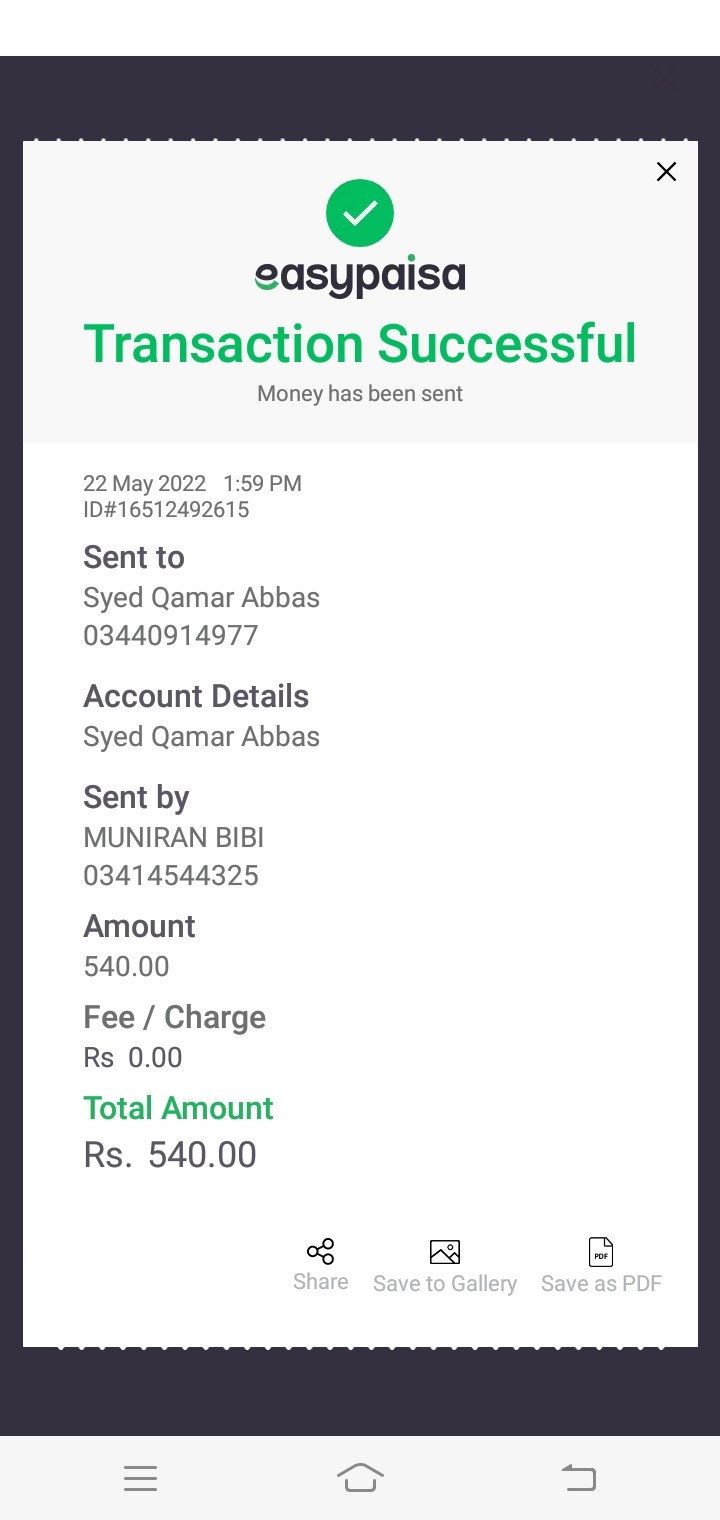 easypaisa
Transaction Successful
Money has been sent
22 May 2022 1:59 PM
ID#16512492615
Sent to
Syed Qamar Abbas
03440914977
Account Details
Syed Qamar Abbas
Sent by
MUNIRAN BIBI
03414544325
Amount
540.00
Fee / Charge
Rs 0.00
Total Amount
Rs. 540.00
PDF
Share Save to Gallery Save as PDF